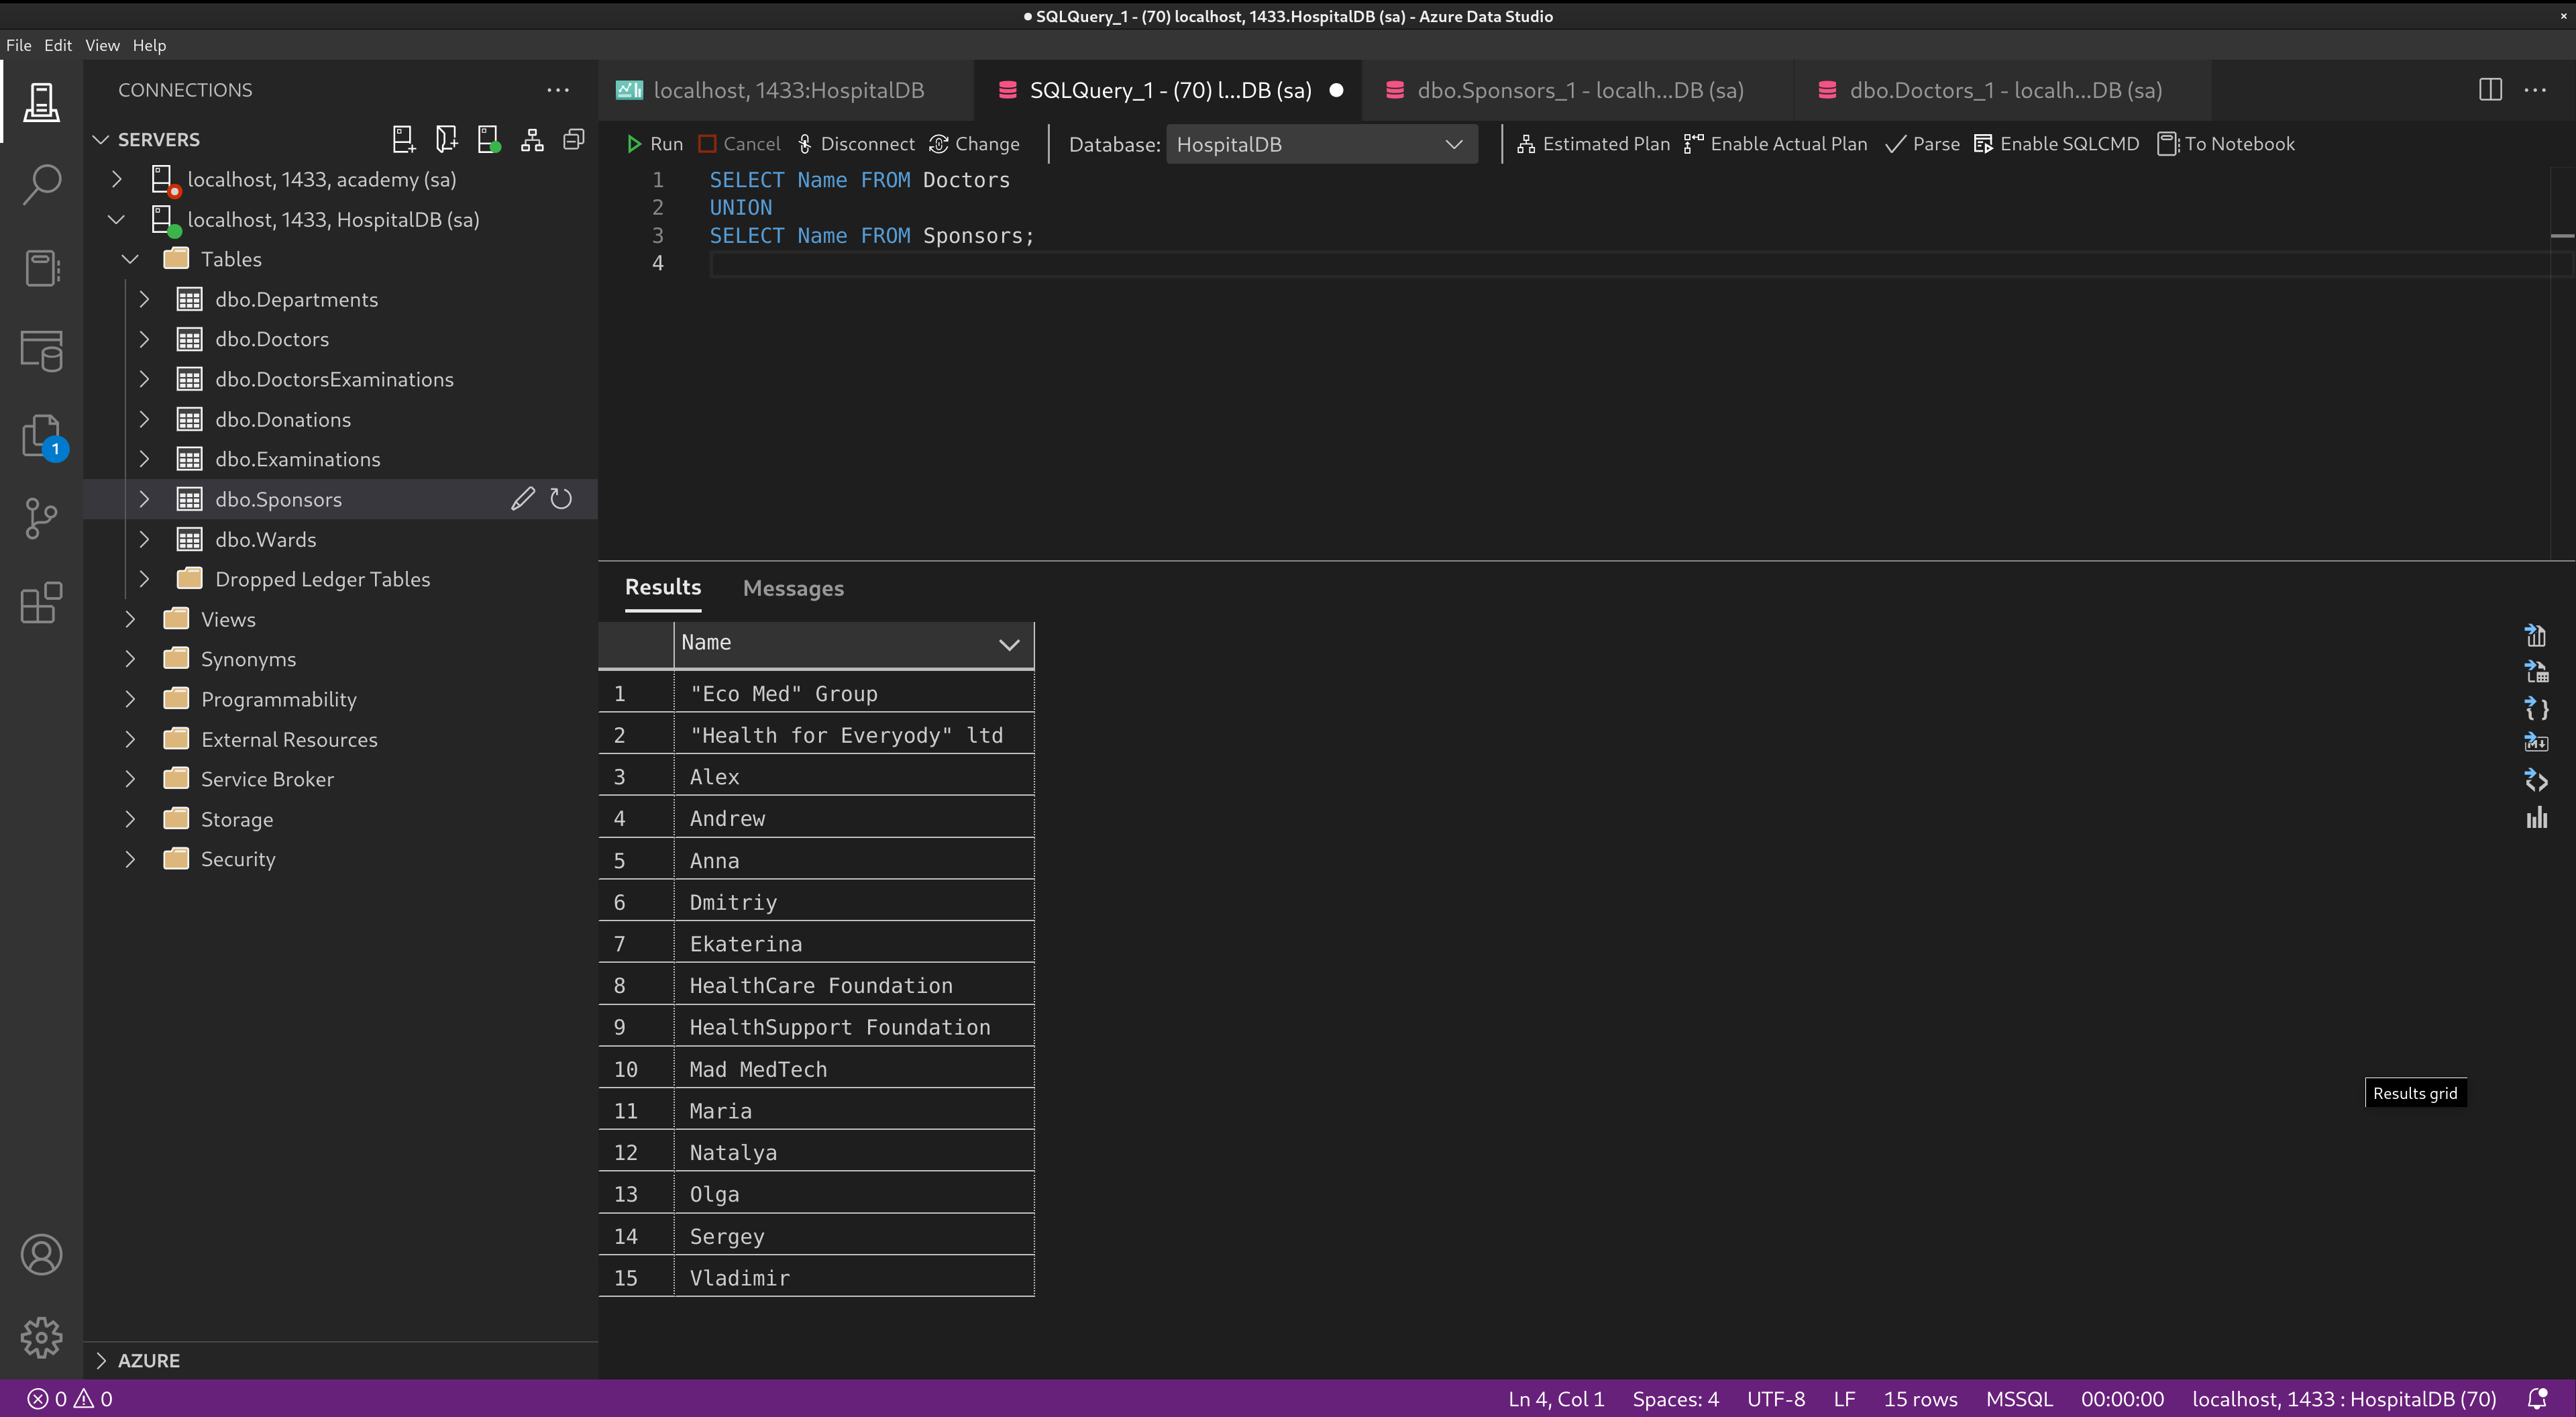 SQLQuery_1 - (70) localhost, 1433.HospitalDB (sa) - Azure Data Studio
File Edit View Help
CONNECTIONS
SERVERS
localhost, 1433, academy (sa)
localhost, 1433, HospitalDB (sa)
Tables
dbo.Departments
dbo.Doctors
dbo.DoctorsExaminations
dbo.Donations
dbo.Examinations
dbo.Sponsors
dbo.Wards
Dropped Ledger Tables
Views
Synonyms
Programmability
External Resources
Service Broker
Storage
Security
AZURE
1
localhost, 1433:HospitalDB
SQLQuery_1 - (70) l...DB (sa)
dbo.Sponsors_1 - localh...DB (sa)
dbo.Doctors_1 - localh...DB (sa)
Run Cancel Disconnect Change Database: HospitalDB Estimated Plan Enable Actual Plan Parse Enable SQLCMD To Notebook
1 SELECT Name FROM Doctors
2 UNION
3 SELECT Name FROM Sponsors;
4
Results Messages
Name
1 "Eco Med" Group
2 "Health for Everyody" ltd
3 Alex
4 Andrew
5 Anna
6 Dmitriy
7 Ekaterina
8 HealthCare Foundation
9 HealthSupport Foundation
10 Mad MedTech
11 Maria
12 Natalya
13 Olga
14 Sergey
15 Vladimir
Results grid
0 0 Ln 4, Col 1 Spaces: 4 UTF-8 LF 15 rows MSSQL 00:00:00 localhost, 1433 : HospitalDB (70)